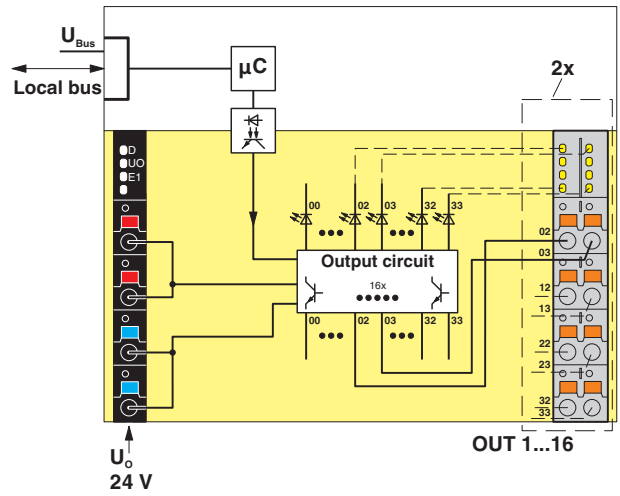 U Bus
Local bus
µC
2x
D
UO
E1
00
02
03
32
33
Output circuit
16x
00
02
03
32
33
02
03
12
13
22
23
32
33
OUT 1...16
Uo
24 V